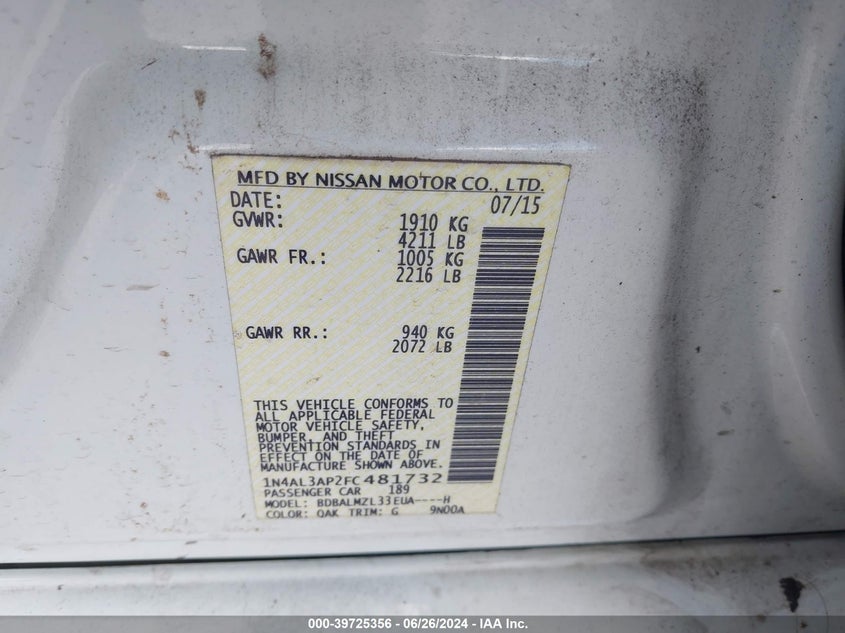 MFD BY NISSAN MOTOR CO., LTD.
DATE: 07/15
GVWR: 1910 KG
4211 LB
GAWR FR.: 1005 KG
2216 LB
GAWR RR.: 940 KG
2072 LB
THIS VEHICLE CONFORMS TO
ALL APPLICABLE FEDERAL
MOTOR VEHICLE SAFETY,
BUMPER, AND THEFT
PREVENTION STANDARDS IN
EFFECT ON THE DATE OF
MANUFACTURE SHOWN ABOVE.
1N4AL3AP2FC481732
PASSENGER CAR 189
MODEL: BDBALMZL33EUA----H
COLOR: QAK TRIM: G 9N00A
000-39725356 - 06/26/2024 - IAA Inc.